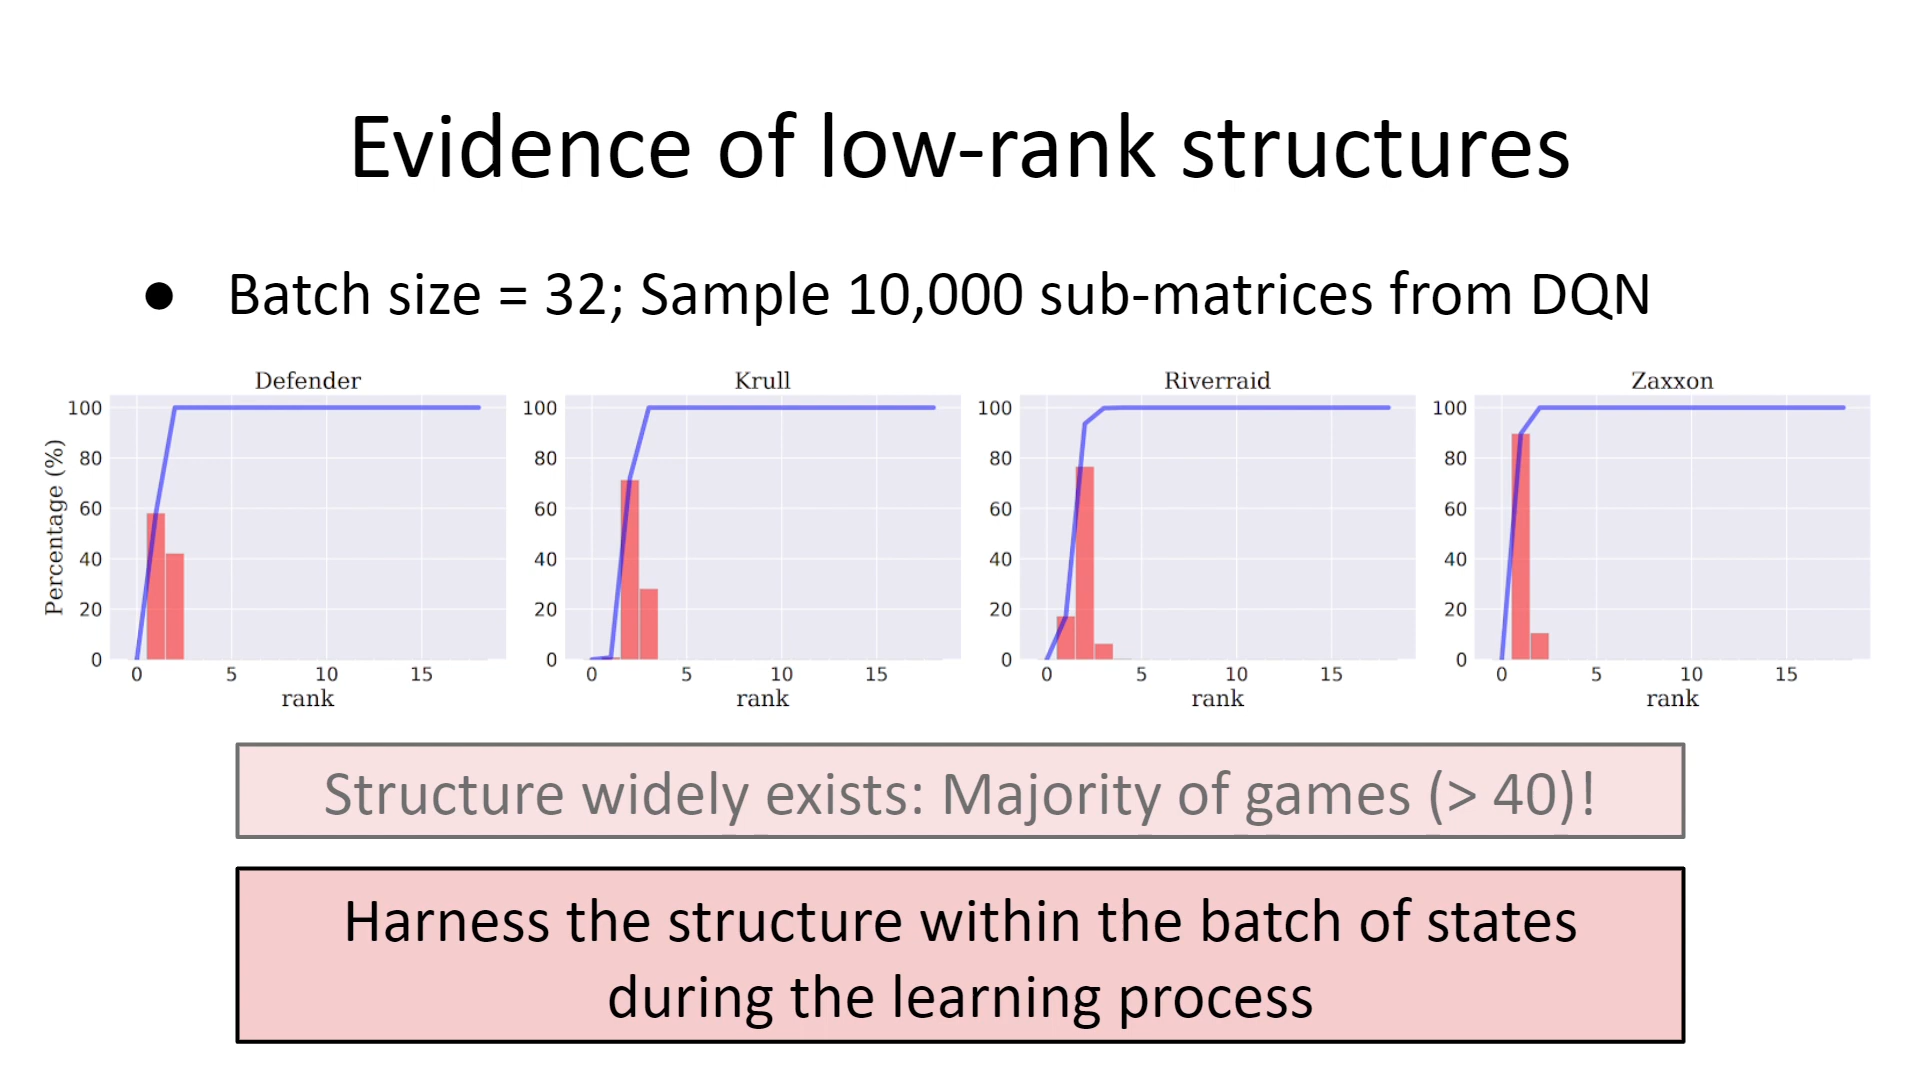 Evidence of low-rank structures
● Batch size = 32; Sample 10,000 sub-matrices from DQN
Defender
Krull
Riverraid
Zaxxon
Percentage (%)
100
80
60
40
20
0
0 5 10 15
rank
100
80
60
40
20
0
0 5 10 15
rank
100
80
60
40
20
0
0 5 10 15
rank
100
80
60
40
20
0
0 5 10 15
rank
Structure widely exists: Majority of games (> 40)!
Harness the structure within the batch of states
during the learning process